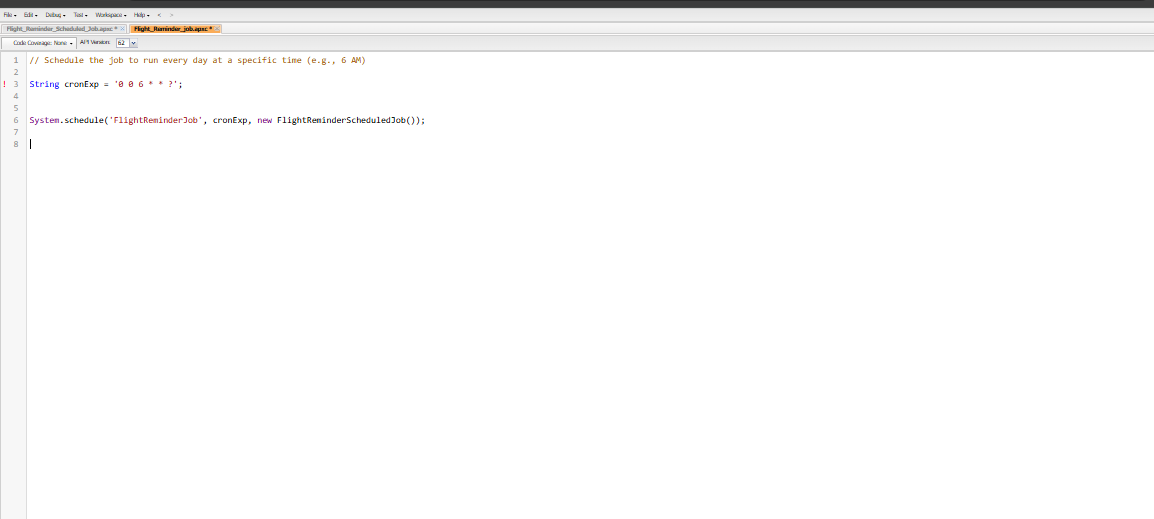 File Edit Debug Test Workspace Help < >
Flight_Reminder_Scheduled_Job.apxc * × Flight_Reminder_job.apxc * ×
Code Coverage: None API Version: 62
1 // Schedule the job to run every day at a specific time (e.g., 6 AM)
2
! 3 String cronExp = '0 0 6 * * ?';
4
5
6 System.schedule('FlightReminderJob', cronExp, new FlightReminderScheduledJob());
7
8